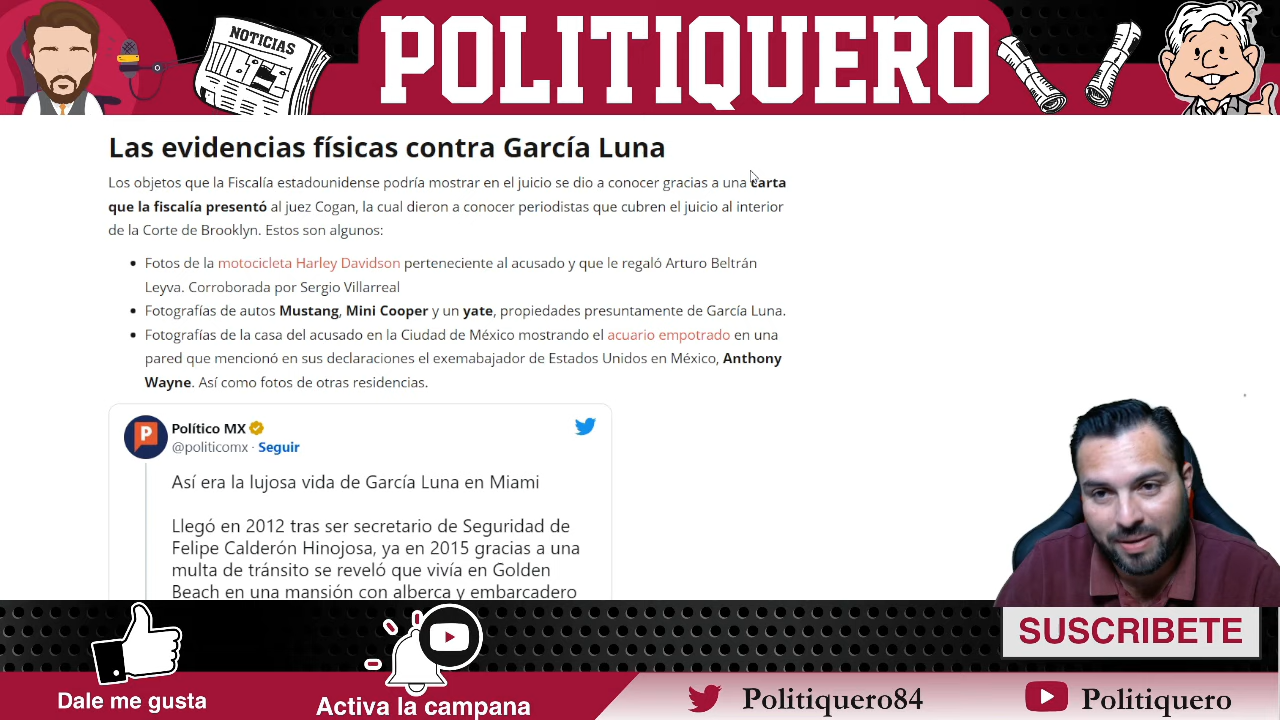 NOTICIAS
POLITIQUERO
Las evidencias físicas contra García Luna
Los objetos que la Fiscalía estadounidense podría mostrar en el juicio se dio a conocer gracias a una carta
que la fiscalía presentó al juez Cogan, la cual dieron a conocer periodistas que cubren el juicio al interior
de la Corte de Brooklyn. Estos son algunos:
• Fotos de la motocicleta Harley Davidson perteneciente al acusado y que le regaló Arturo Beltrán
Leyva. Corroborada por Sergio Villarreal
• Fotografías de autos Mustang, Mini Cooper y un yate, propiedades presuntamente de García Luna.
• Fotografías de la casa del acusado en la Ciudad de México mostrando el acuario empotrado en una
pared que mencionó en sus declaraciones el exemabajador de Estados Unidos en México, Anthony
Wayne. Así como fotos de otras residencias.
Político MX
@politicomx · Seguir
Así era la lujosa vida de García Luna en Miami
Llegó en 2012 tras ser secretario de Seguridad de
Felipe Calderón Hinojosa, ya en 2015 gracias a una
multa de tránsito se reveló que vivía en Golden
Beach en una mansión con alberca y embarcadero
SUSCRIBETE
Dale me gusta
Activa la campana
Politiquero84
Politiquero